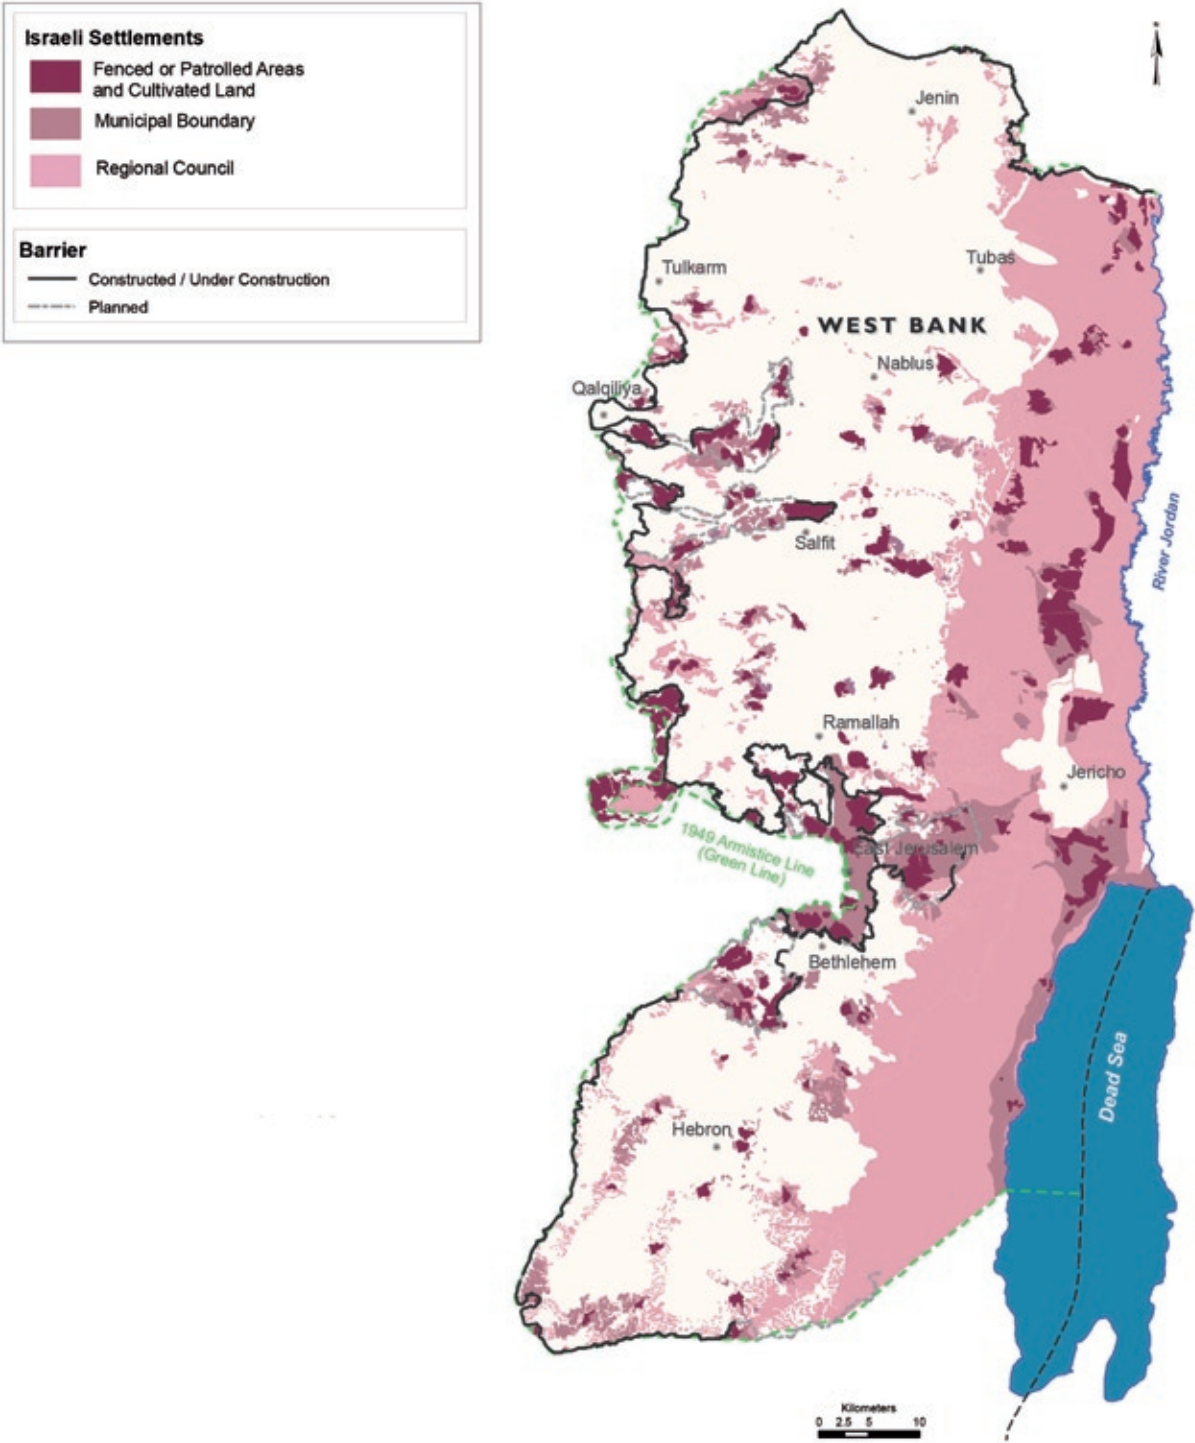 Israeli Settlements
Fenced or Patrolled Areas
and Cultivated Land
Municipal Boundary
Regional Council
Barrier
Constructed / Under Construction
Planned
Jenin
Tubas
Tulkarm
WEST BANK
Nablus
Qalqiliya
River Jordan
Salfit
Ramallah
Jericho
1949 Armistice Line
(Green Line)
East Jerusalem
Bethlehem
Dead Sea
Hebron
Kilometers
0 2.5 5 10